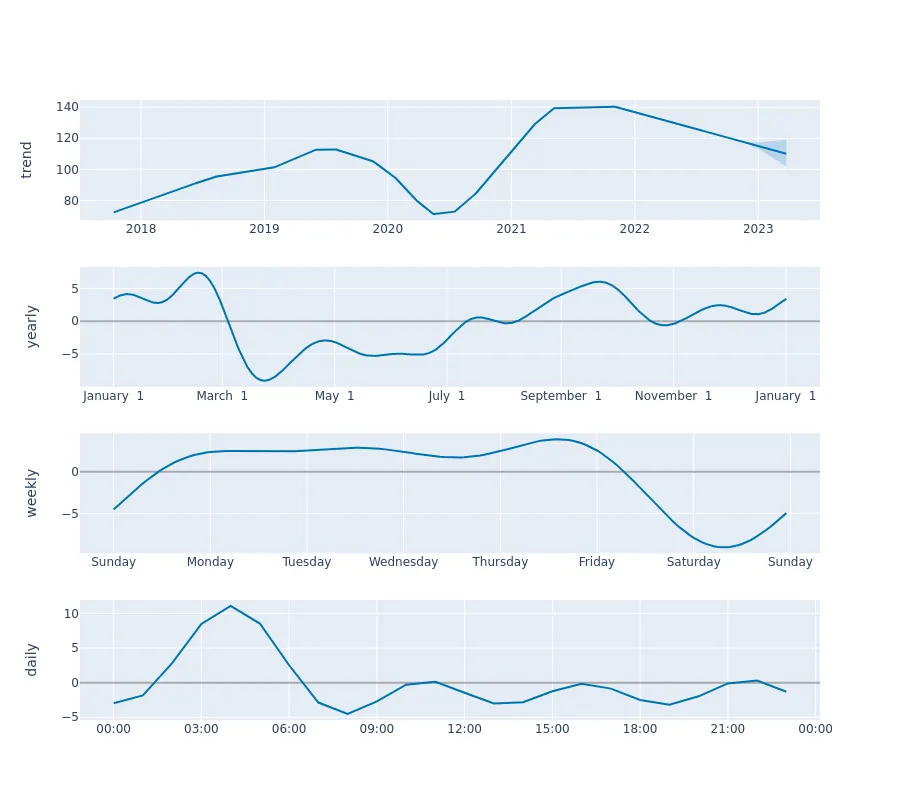 trend
140
120
100
80
2018 2019 2020 2021 2022 2023
yearly
5
0
−5
January 1 March 1 May 1 July 1 September 1 November 1 January 1
weekly
0
−5
Sunday Monday Tuesday Wednesday Thursday Friday Saturday Sunday
daily
10
5
0
−5
00:00 03:00 06:00 09:00 12:00 15:00 18:00 21:00 00:00